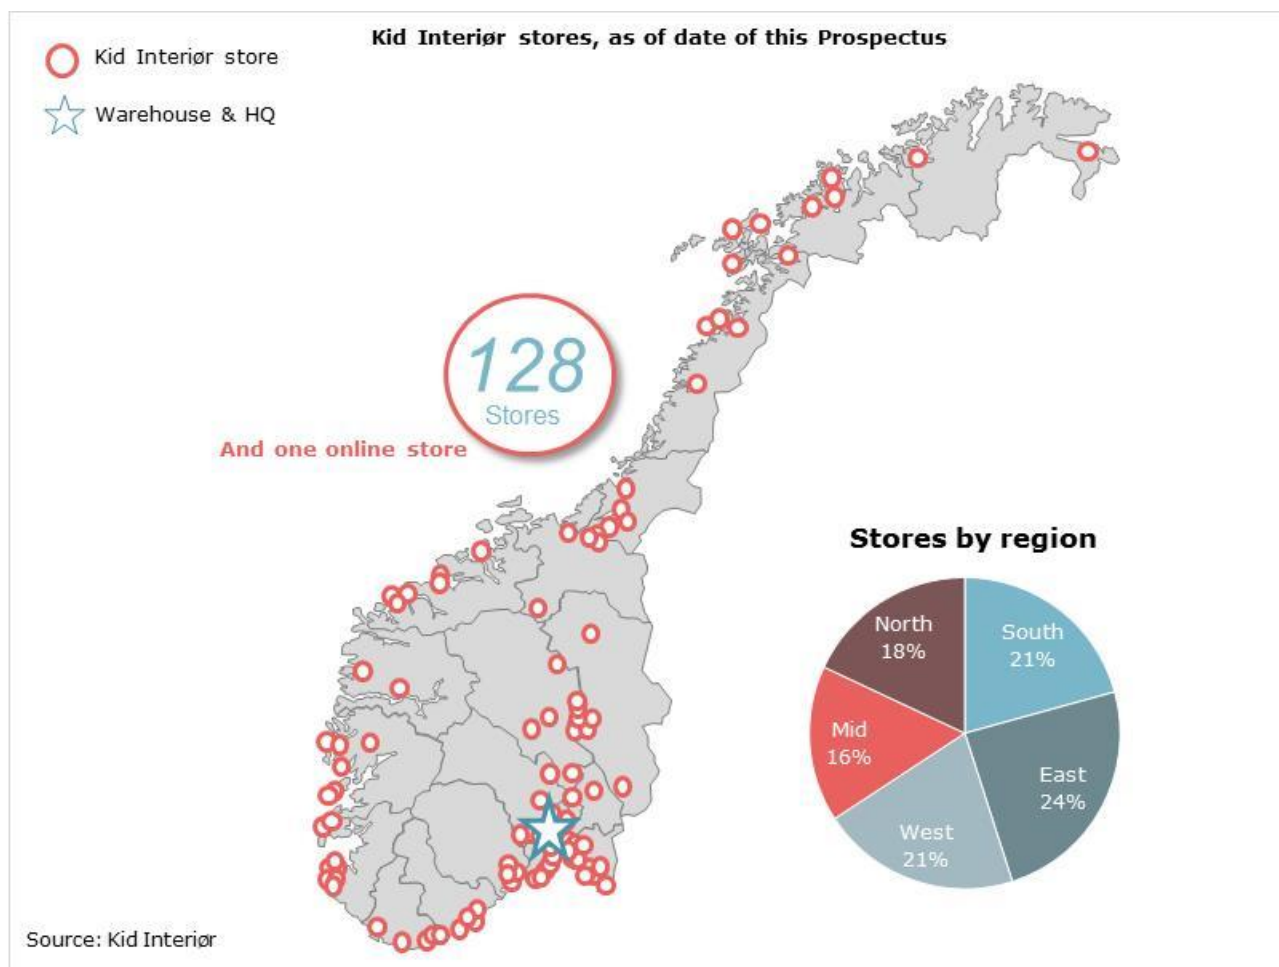 Kid Interiør stores, as of date of this Prospectus
Kid Interiør store
Warehouse & HQ
128
Stores
And one online store
Stores by region
North
18%
South
21%
Mid
16%
East
24%
West
21%
Source: Kid Interiør